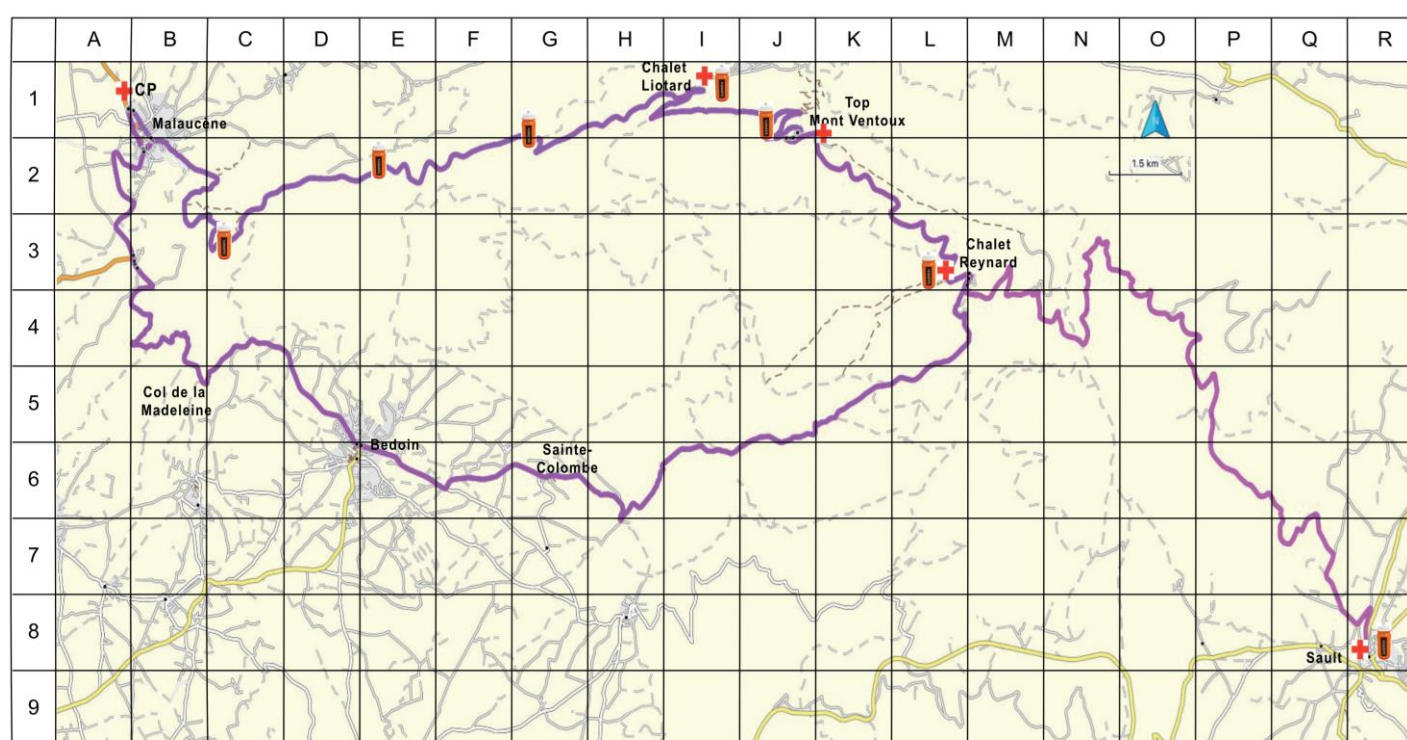 A B C D E F G H I J K L M N O P Q R
1
2
3
4
5
6
7
8
9
CP
Malaucène
Chalet
Liotard
Top
Mont Ventoux
N
1.5 km
Chalet
Reynard
Col de la
Madeleine
Bedoin
Sainte-
Colombe
Sault